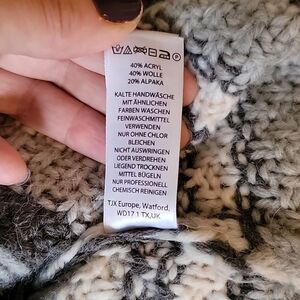 40% ACRYL
40% WOLLE
20% ALPAKA
KALTE HANDWÄSCHE
MIT ÄHNLICHEN
FARBEN WASCHEN
FEINWASCHMITTEL
VERWENDEN
NUR OHNE CHLOR
BLEICHEN
NICHT AUSWRINGEN
ODER VERDREHEN
LIEGEND TROCKNEN
MITTEL BÜGELN
NUR PROFESSIONELL
CHEMISCH REINIGEN
TJX Europe, Watford,
WD17 1TX,UK